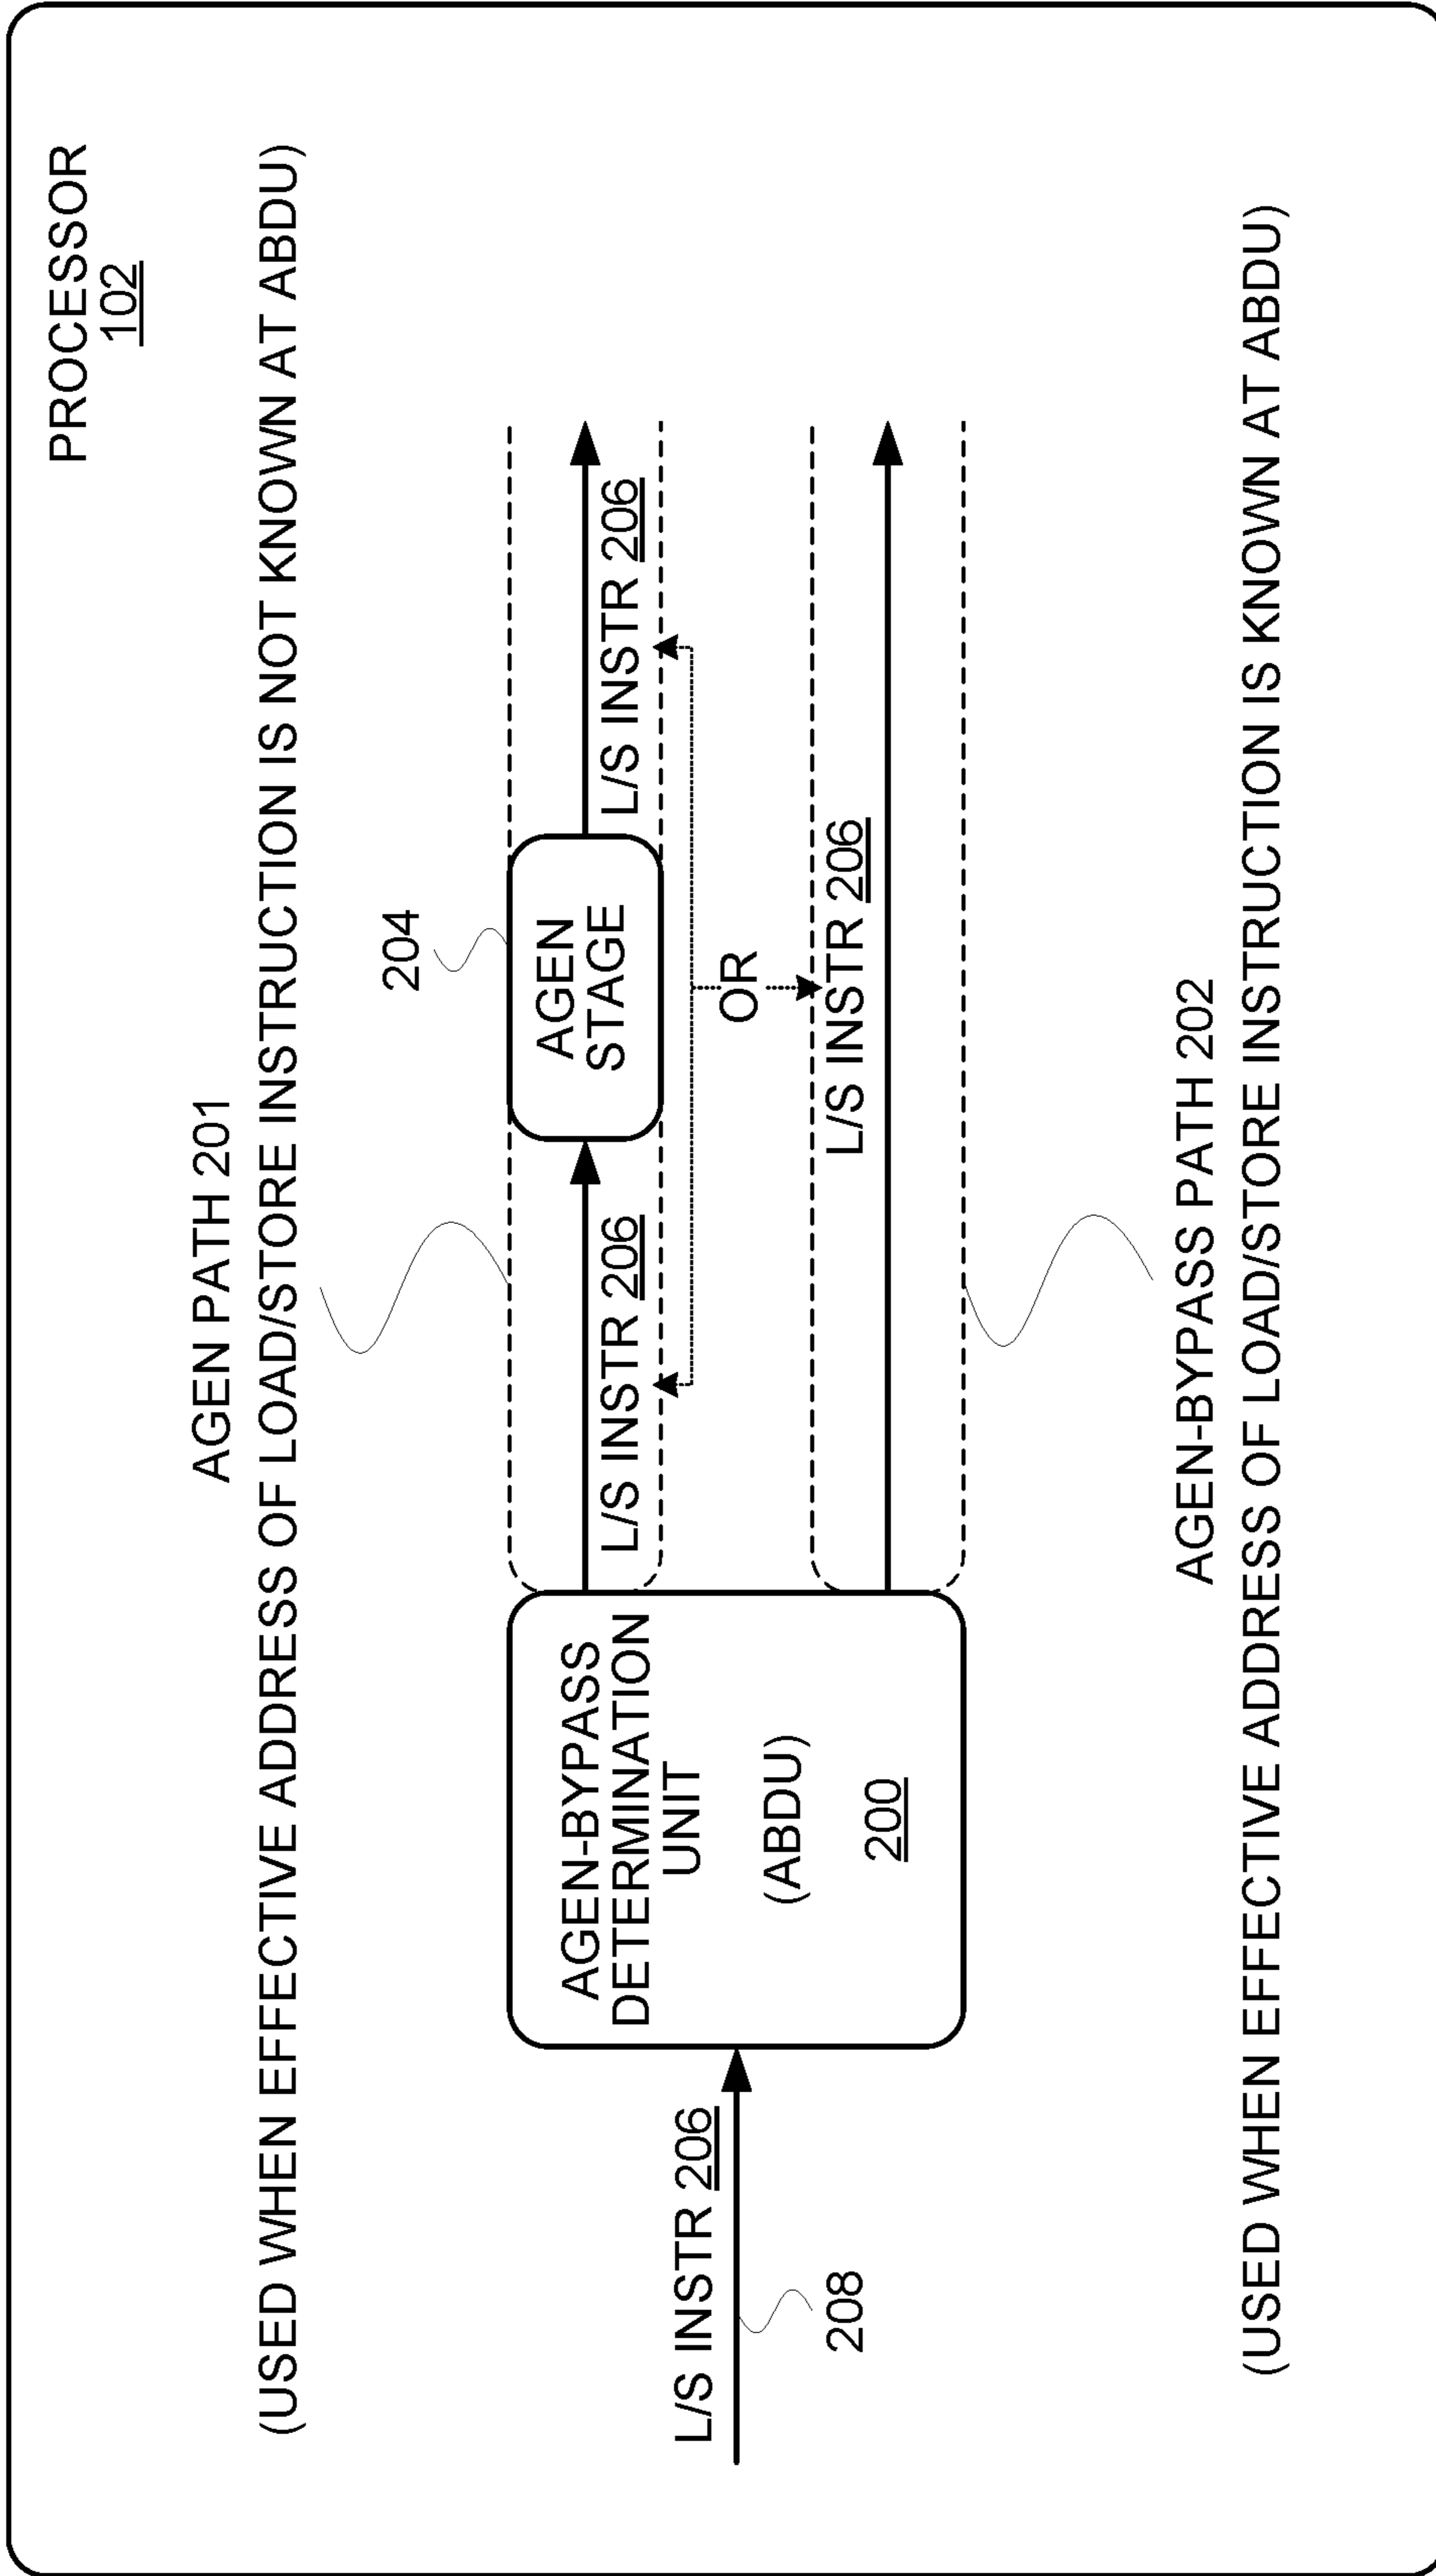 PROCESSOR
102
AGEN PATH 201
(USED WHEN EFFECTIVE ADDRESS OF LOAD/STORE INSTRUCTION IS NOT KNOWN AT ABDU)
204
AGEN
STAGE
L/S INSTR 206
L/S INSTR 206
AGEN-BYPASS
DETERMINATION
UNIT
(ABDU)
200
L/S INSTR 206
208
OR
L/S INSTR 206
AGEN-BYPASS PATH 202
(USED WHEN EFFECTIVE ADDRESS OF LOAD/STORE INSTRUCTION IS KNOWN AT ABDU)